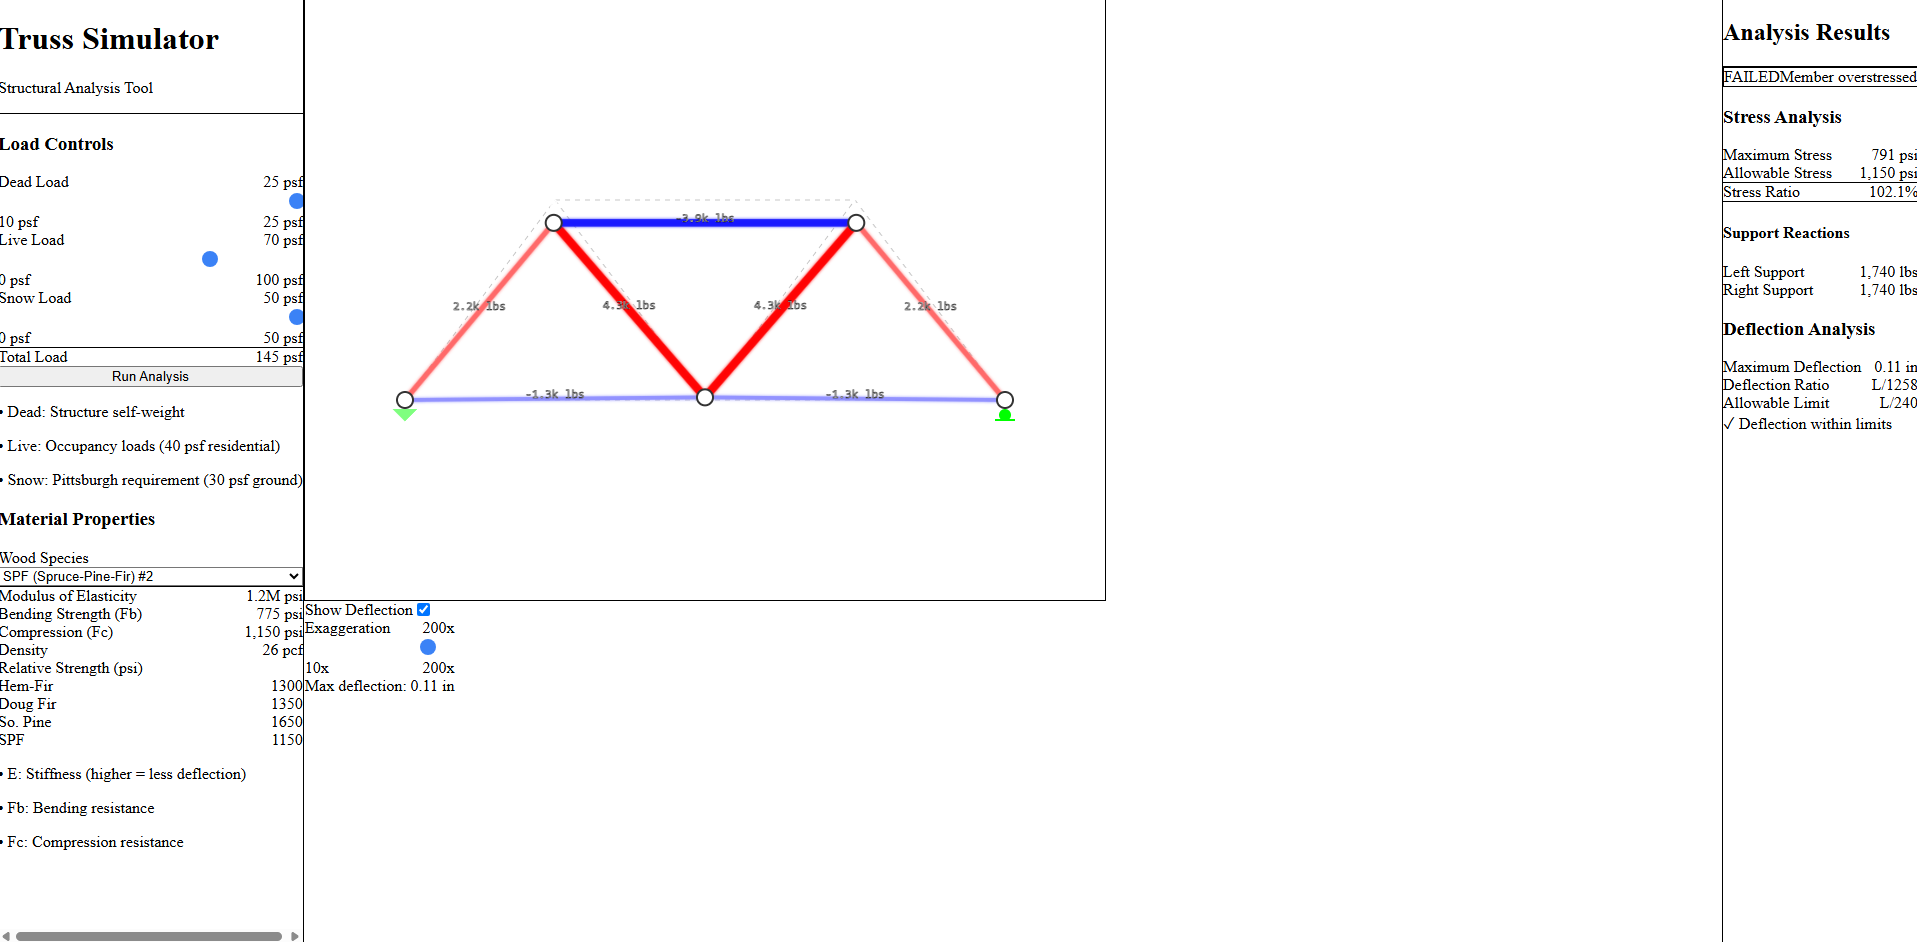 Truss Simulator
Structural Analysis Tool
Load Controls
Dead Load 25 psf
10 psf 25 psf
Live Load 70 psf
0 psf 100 psf
Snow Load 50 psf
0 psf 50 psf
Total Load 145 psf
Run Analysis
• Dead: Structure self-weight
• Live: Occupancy loads (40 psf residential)
• Snow: Pittsburgh requirement (30 psf ground)
Material Properties
Wood Species
SPF (Spruce-Pine-Fir) #2
Modulus of Elasticity 1.2M psi
Bending Strength (Fb) 775 psi
Compression (Fc) 1,150 psi
Density 26 pcf
Relative Strength (psi)
Hem-Fir 1300
Doug Fir 1350
So. Pine 1650
SPF 1150
• E: Stiffness (higher = less deflection)
• Fb: Bending resistance
• Fc: Compression resistance
lbs
2.2k lbs
4.3k lbs
4.3k lbs
2.2k lbs
-1.3k lbs
-1.3k lbs
Show Deflection
Exaggeration 200x
10x 200x
Max deflection: 0.11 in
Analysis Results
FAILEDMember overstressed
Stress Analysis
Maximum Stress 791 psi
Allowable Stress 1,150 psi
Stress Ratio 102.1%
Support Reactions
Left Support 1,740 lbs
Right Support 1,740 lbs
Deflection Analysis
Maximum Deflection 0.11 in
Deflection Ratio L/1258
Allowable Limit L/240
✓ Deflection within limits